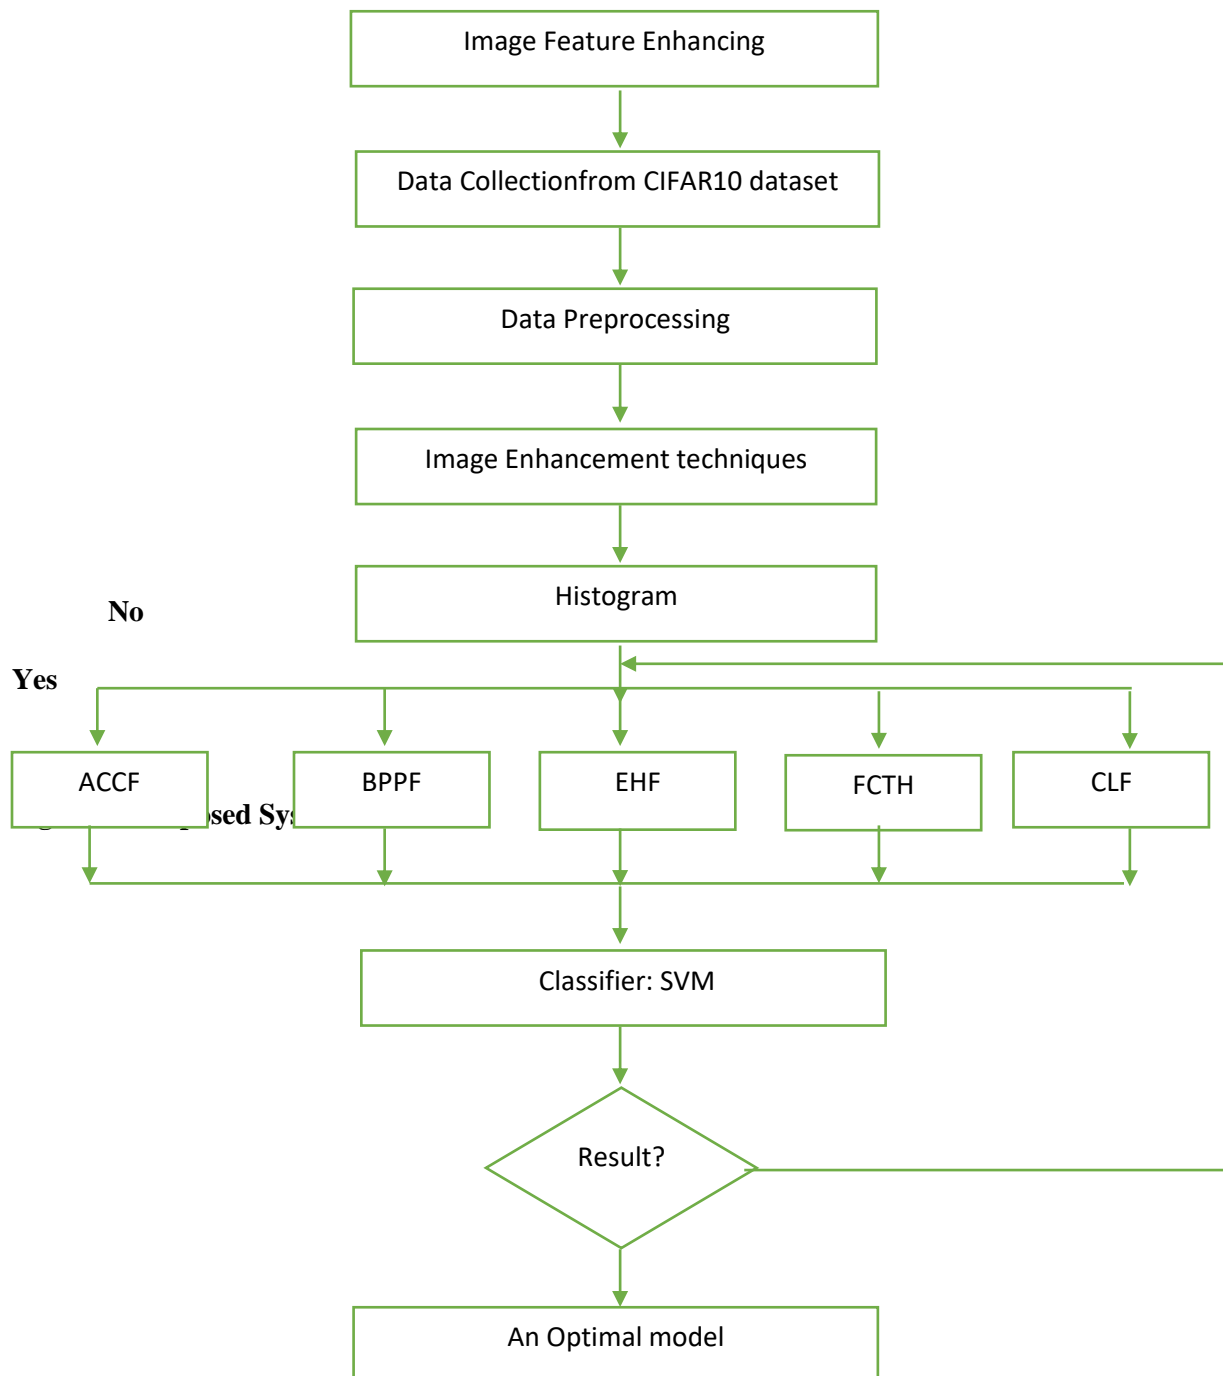 Image Feature Enhancing
Data Collectionfrom CIFAR10 dataset
Data Preprocessing
Image Enhancement techniques
Histogram
No
Yes
ACCF
BPPF
EHF
FCTH
CLF
Classifier: SVM
Result?
An Optimal model